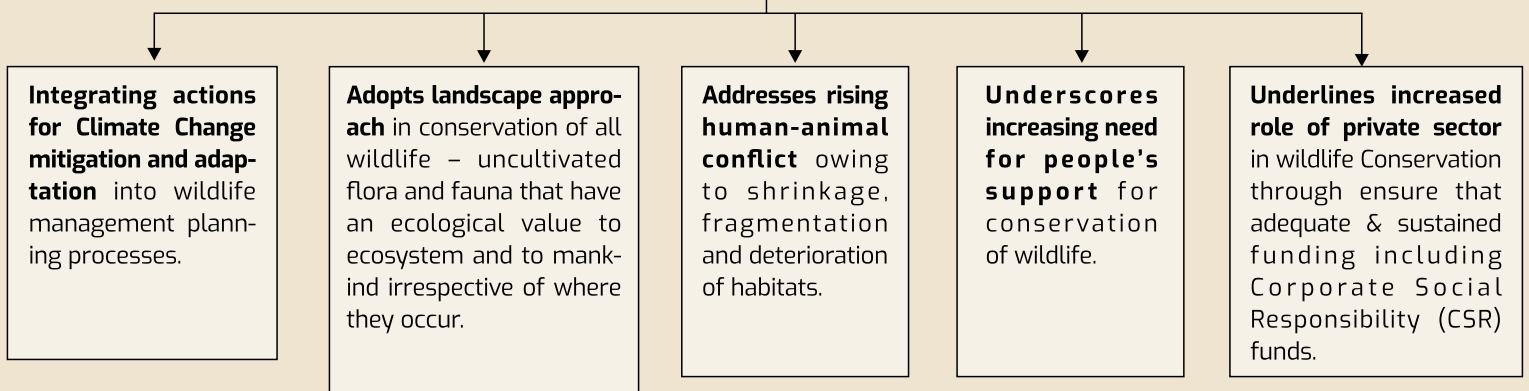 Integrating actions
for Climate Change
mitigation and adap-
tation into wildlife
management plann-
ing processes.
Adopts landscape appro-
ach in conservation of all
wildlife – uncultivated
flora and fauna that have
an ecological value to
ecosystem and to mank-
ind irrespective of where
they occur.
Addresses rising
human-animal
conflict owing
to shrinkage,
fragmentation
and deterioration
of habitats.
Underscores
increasing need
for people's
support for
conservation
of wildlife.
Underlines increased
role of private sector
in wildlife Conservation
through ensure that
adequate & sustained
funding including
Corporate Social
Responsibility (CSR)
funds.